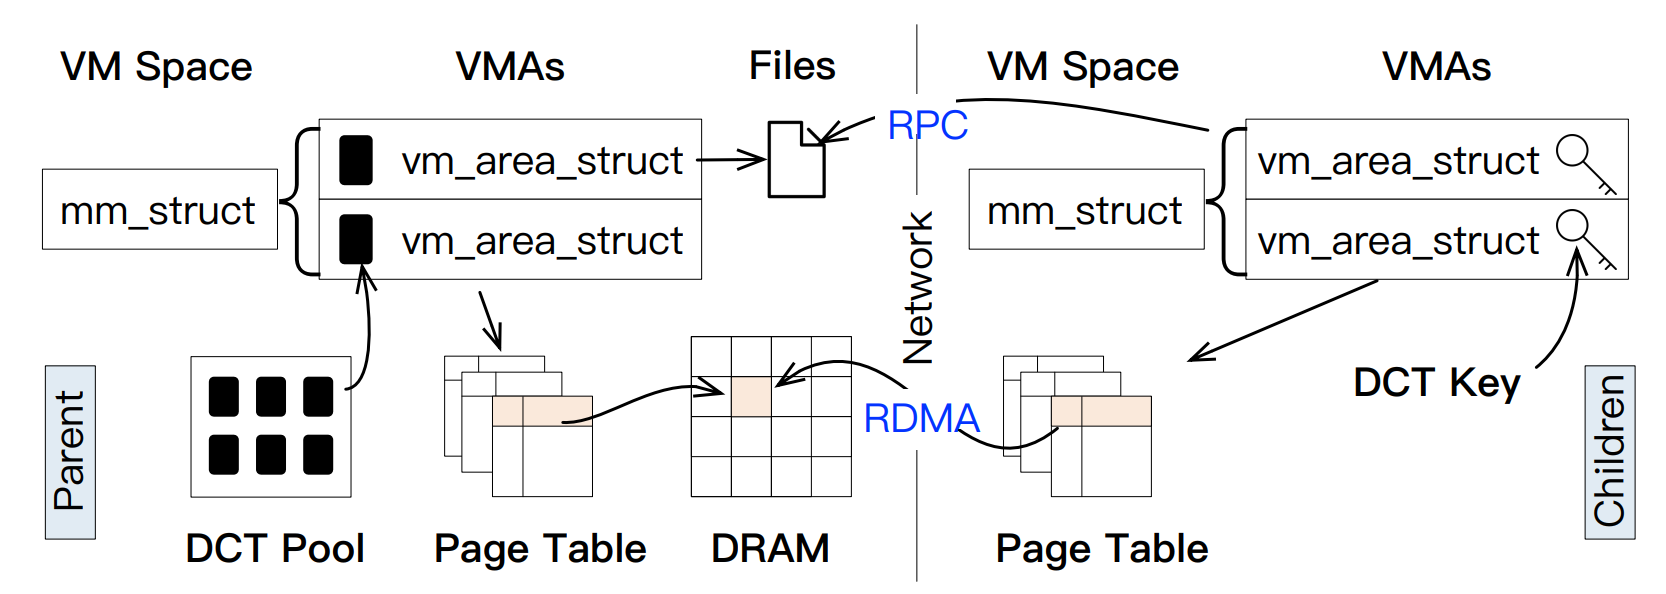 VM Space
VMAs
Files
VM Space
VMAs
RPC
vm_area_struct
vm_area_struct
mm_struct
mm_struct
vm_area_struct
vm_area_struct
Network
DCT Key
RDMA
Parent
Children
DCT Pool
Page Table
DRAM
Page Table